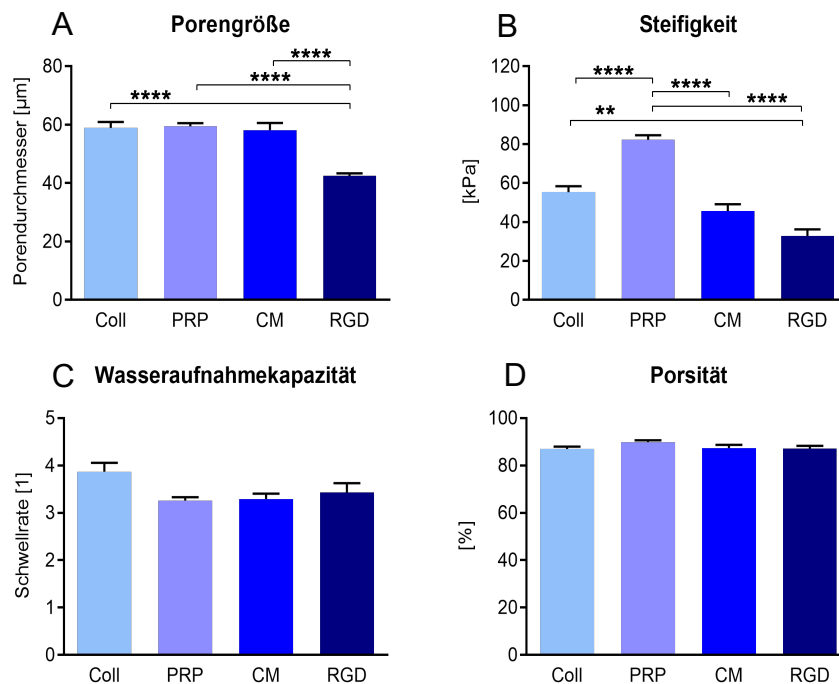 A
Porengröße
Porendurchmesser [µm]
80
60
40
20
0
****
****
****
Coll
PRP
CM
RGD
B
Steifigkeit
[kPa]
120
100
80
60
40
20
0
****
****
****
**
Coll
PRP
CM
RGD
C
Wasseraufnahmekapazität
Schwellrate [1]
5
4
3
2
1
0
Coll
PRP
CM
RGD
D
Porsität
[%]
100
80
60
40
20
0
Coll
PRP
CM
RGD